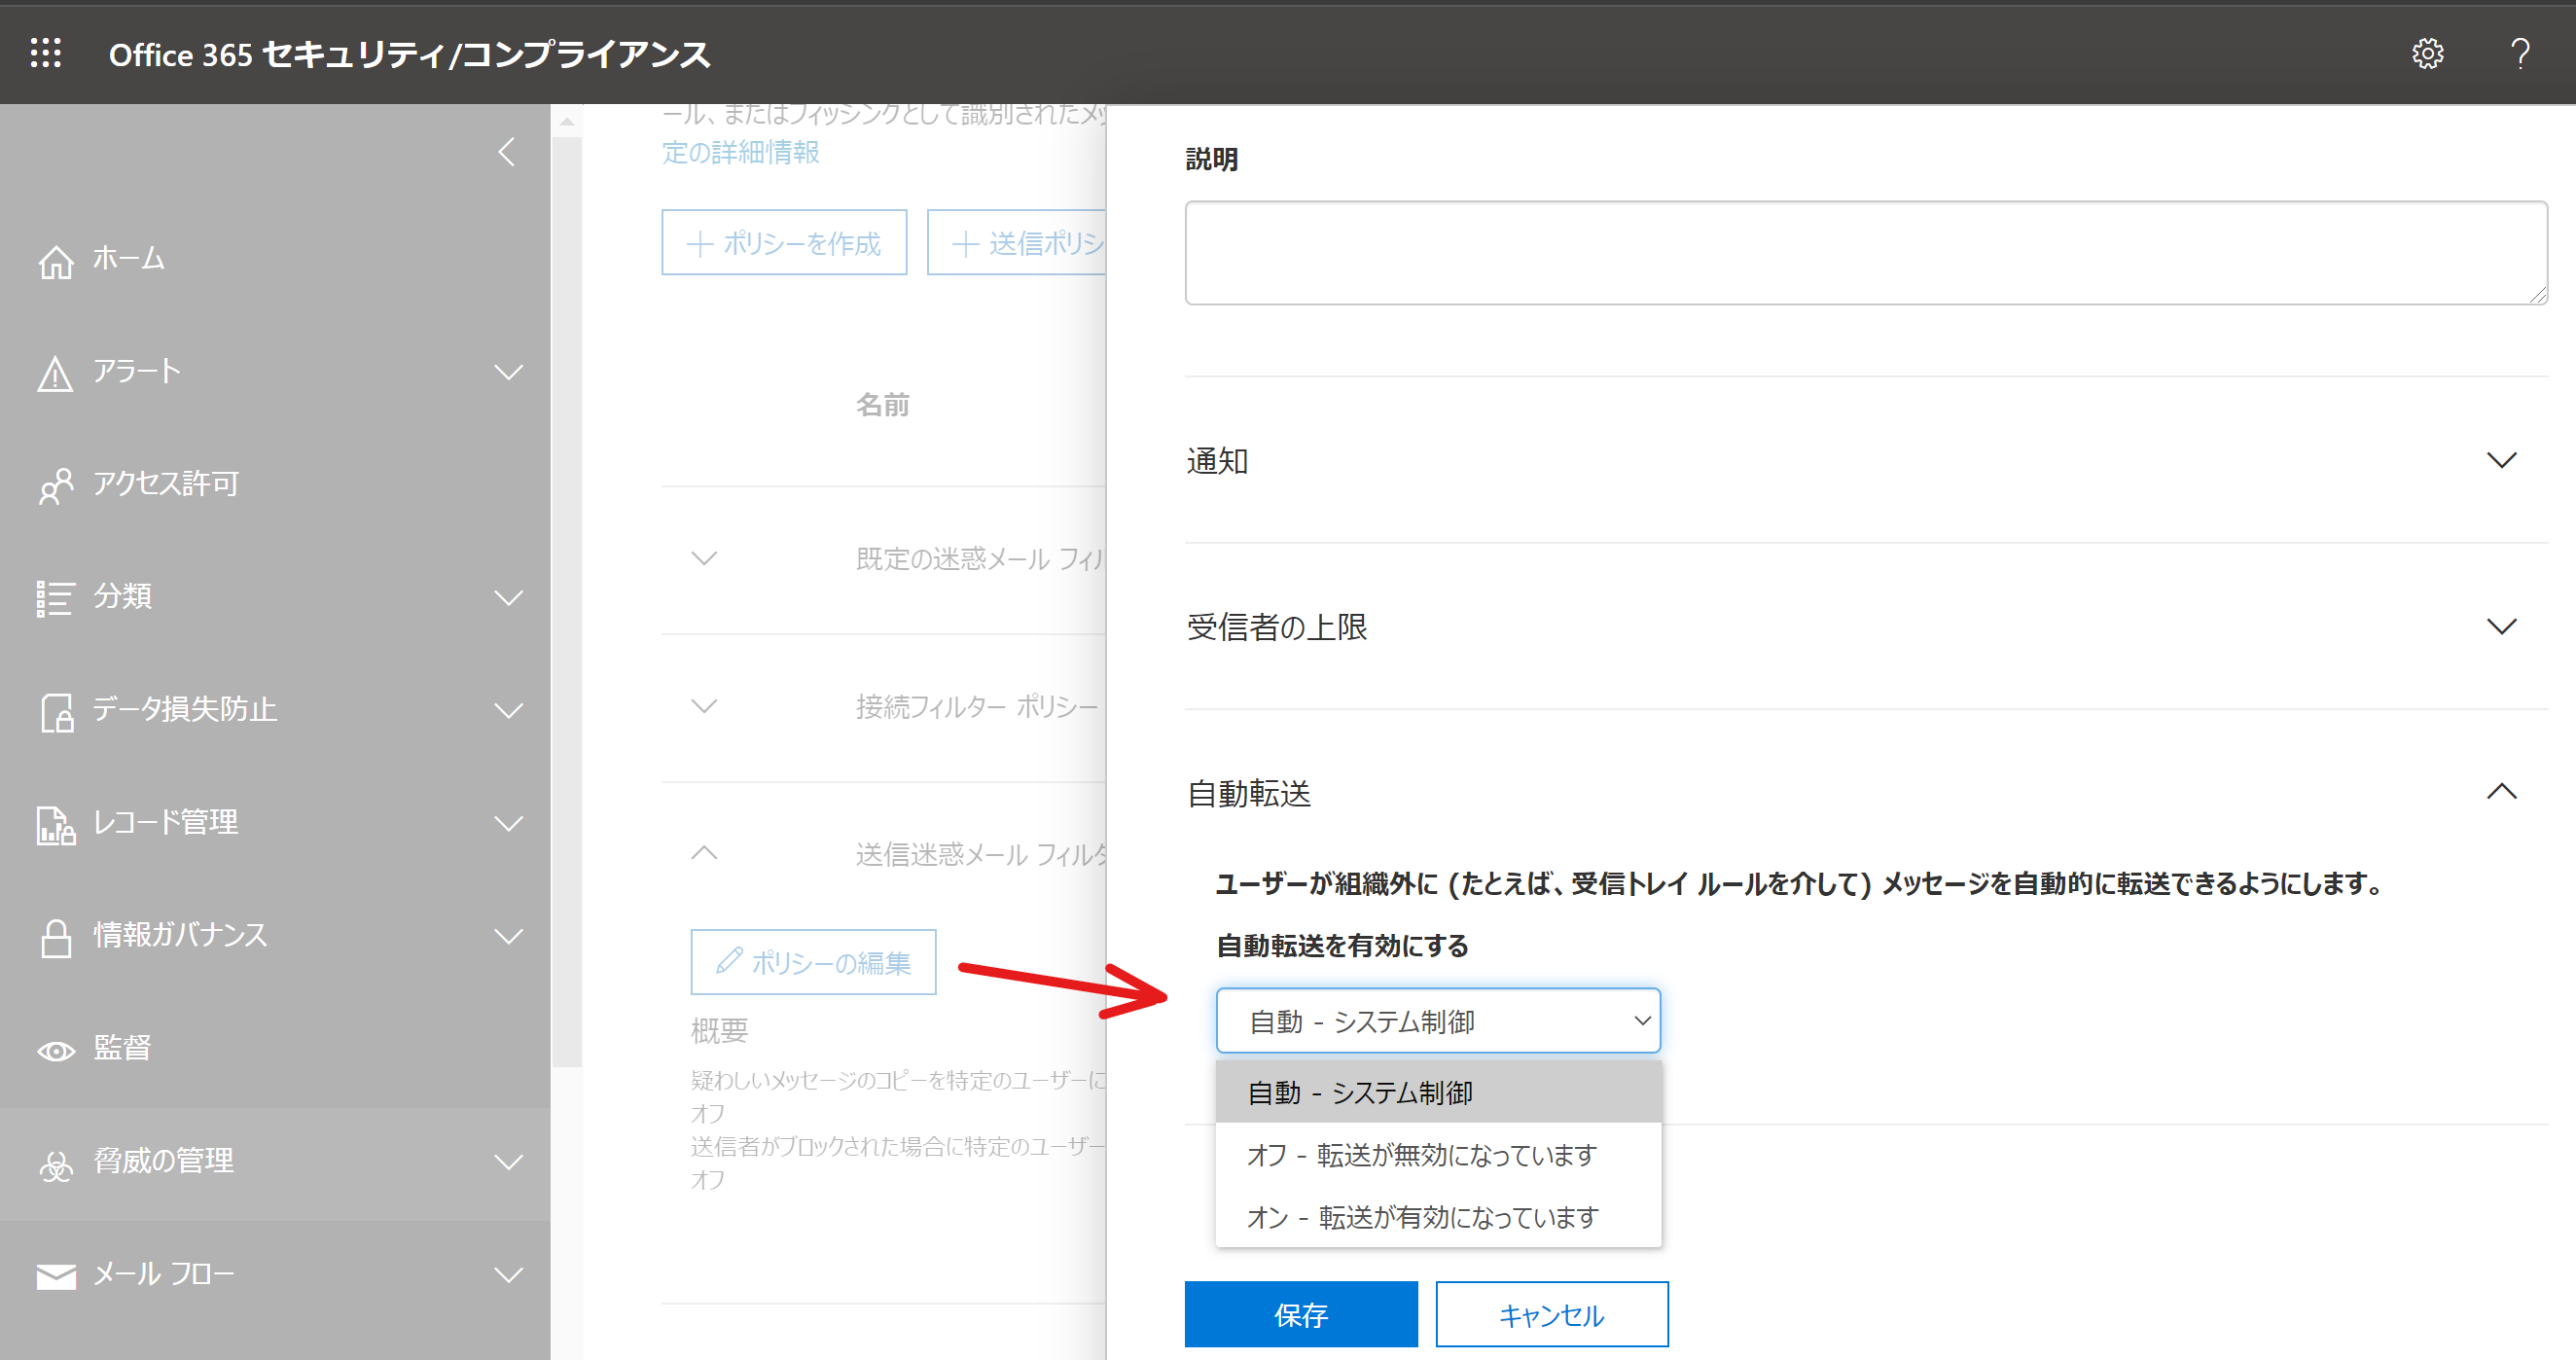 Office 365 セキュリティ/コンプライアンス
?
ホーム
アラート
アクセス許可
分類
データ損失防止
レコード管理
情報ガバナンス
監督
脅威の管理
メール フロー
ール、またはフィッシングとして識別されたメッ
定の詳細情報
ポリシーを作成
送信ポリシ
名前
既定の迷惑メール フィル
接続フィルター ポリシー
送信迷惑メール フィルタ
ポリシーの編集
概要
疑わしいメッセージのコピーを特定のユーザーに
オフ
送信者がブロックされた場合に特定のユーザー
オフ
説明
通知
受信者の上限
自動転送
ユーザーが組織外に (たとえば、受信トレイ ルールを介して) メッセージを自動的に転送できるようにします。
自動転送を有効にする
自動 - システム制御
自動 - システム制御
オフ - 転送が無効になっています
オン - 転送が有効になっています
保存
キャンセル